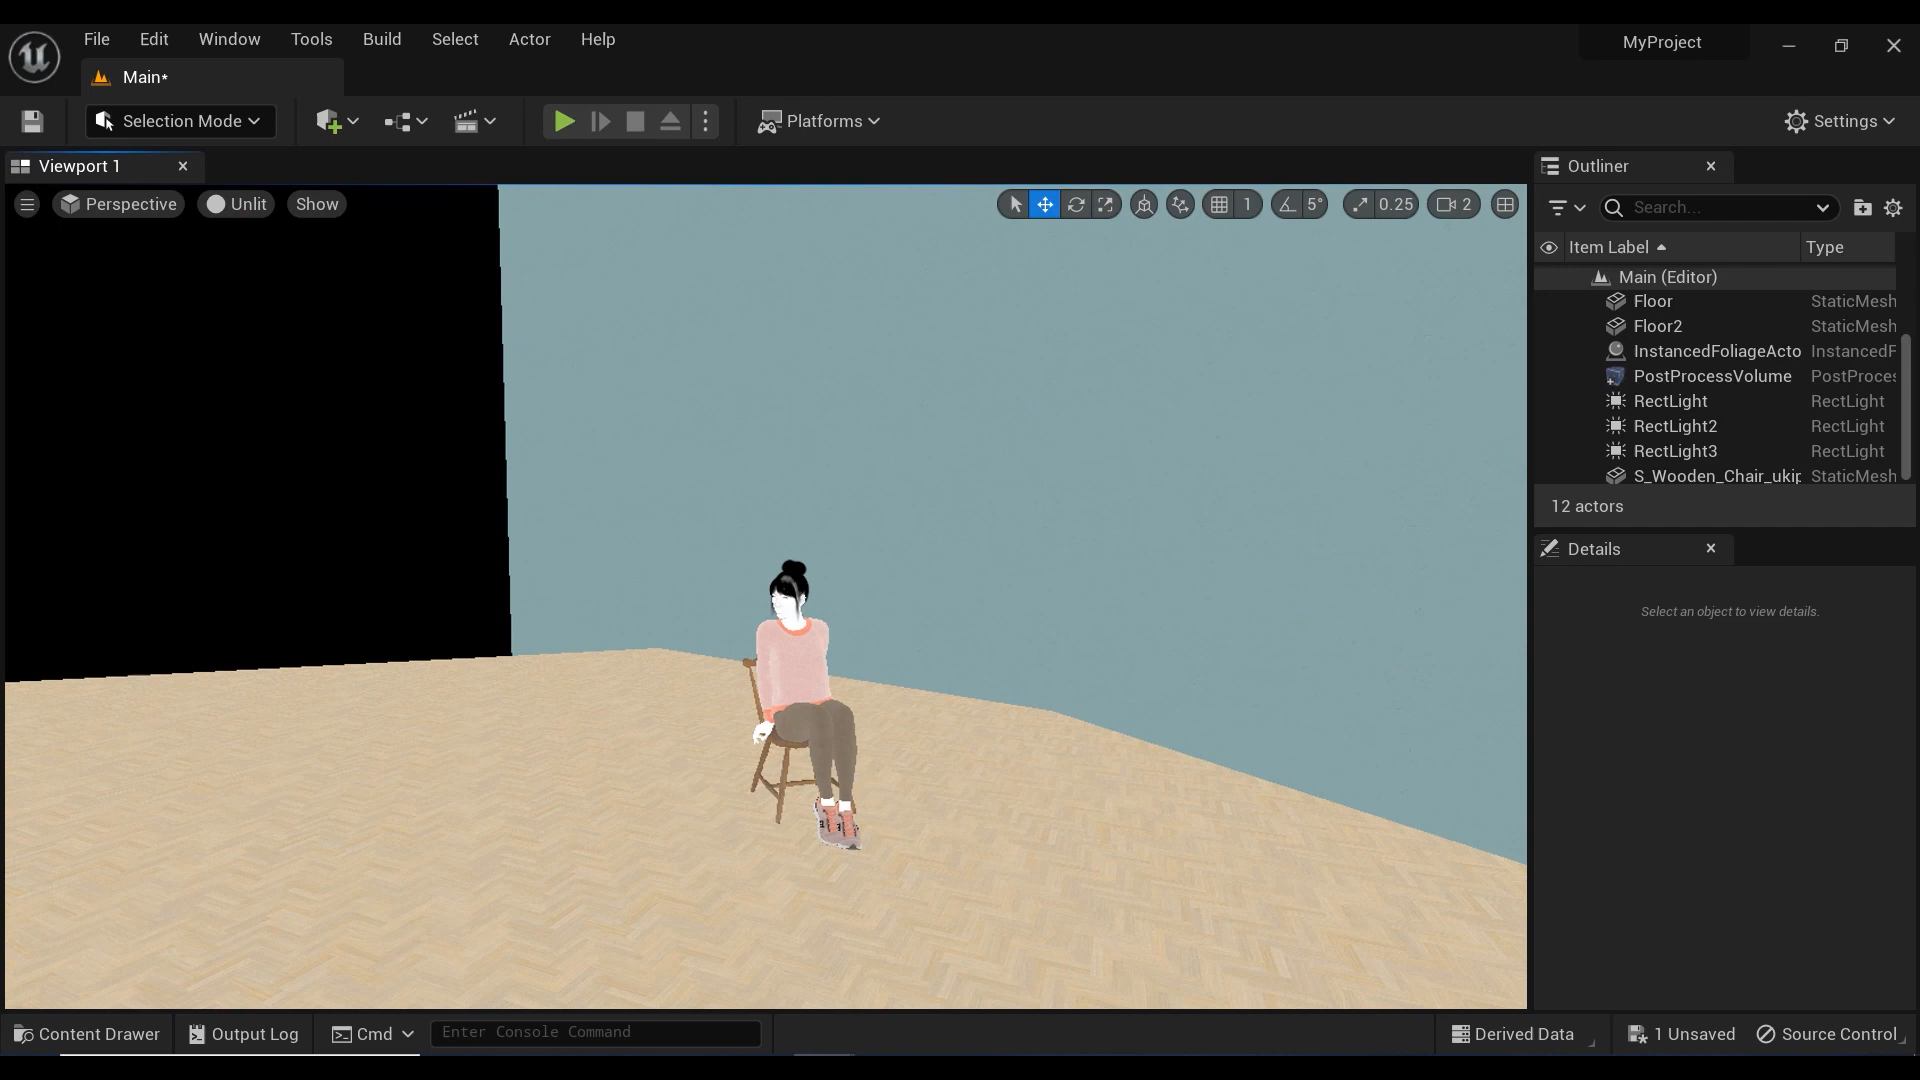 File Edit Window Tools Build Select Actor Help
MyProject
Main*
Selection Mode
Platforms
Settings
Viewport 1
Perspective
Unlit
Show
1
5°
0.25
2
Outliner
Search...
Item Label
Type
Main (Editor)
Floor StaticMesh
Floor2 StaticMesh
InstancedFoliageActo InstancedF
PostProcessVolume PostProces
RectLight RectLight
RectLight2 RectLight
RectLight3 RectLight
S_Wooden_Chair_ukip StaticMesh
12 actors
Details
Select an object to view details.
Content Drawer
Output Log
Cmd
Enter Console Command
Derived Data
1 Unsaved
Source Control